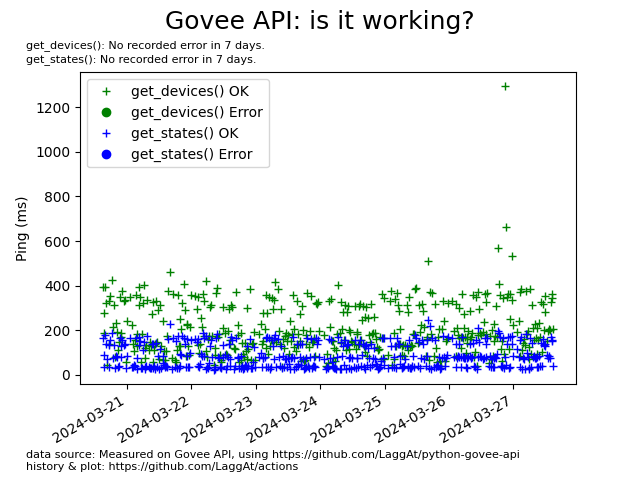 Govee API: is it working?
get_devices(): No recorded error in 7 days.
get_states(): No recorded error in 7 days.
get_devices() OK
get_devices() Error
get_states() OK
get_states() Error
Ping (ms)
1200
1000
800
600
400
200
0
2024-03-21
2024-03-22
2024-03-23
2024-03-24
2024-03-25
2024-03-26
2024-03-27
data source: Measured on Govee API, using https://github.com/LaggAt/python-govee-api
history & plot: https://github.com/LaggAt/actions